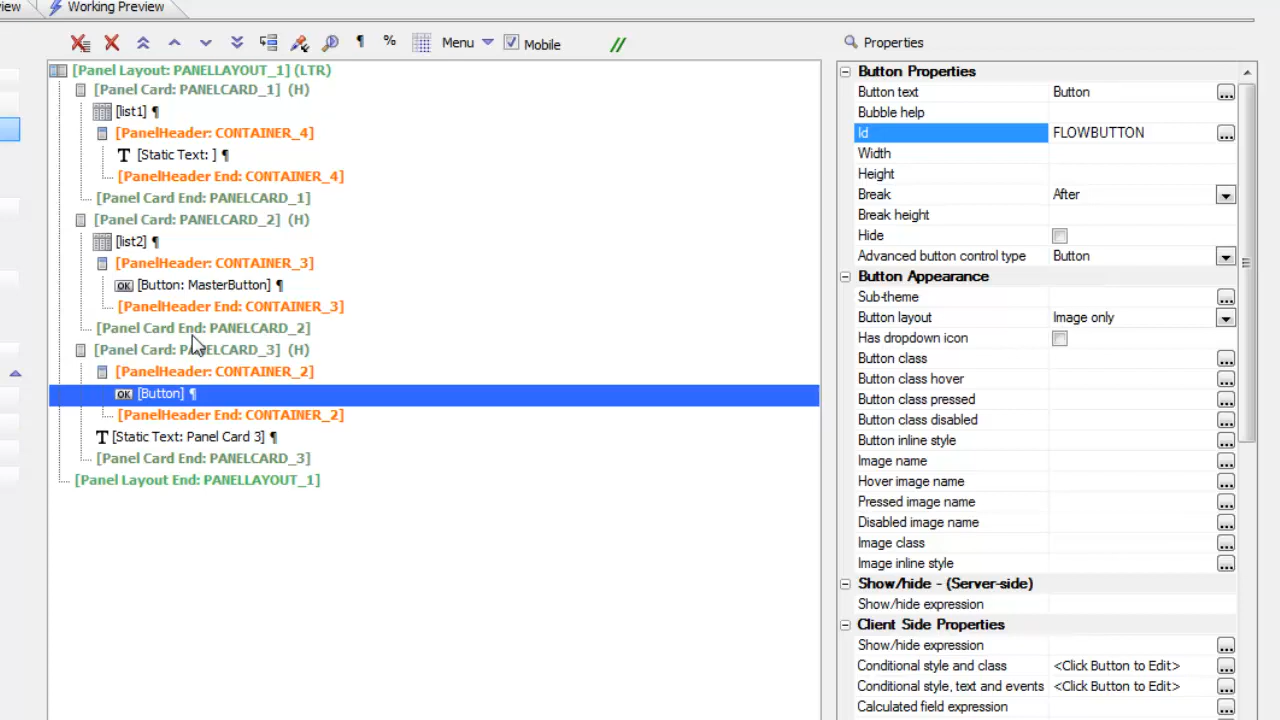 view
Working Preview
¶ % Menu Mobile //
[Panel Layout: PANELLAYOUT_1] (LTR)
[Panel Card: PANELCARD_1] (H)
[list1] ¶
[PanelHeader: CONTAINER_4]
T [Static Text: ] ¶
[PanelHeader End: CONTAINER_4]
[Panel Card End: PANELCARD_1]
[Panel Card: PANELCARD_2] (H)
[list2] ¶
[PanelHeader: CONTAINER_3]
OK [Button: MasterButton] ¶
[PanelHeader End: CONTAINER_3]
[Panel Card End: PANELCARD_2]
[Panel Card: PANELCARD_3] (H)
[PanelHeader: CONTAINER_2]
OK [Button] ¶
[PanelHeader End: CONTAINER_2]
T [Static Text: Panel Card 3] ¶
[Panel Card End: PANELCARD_3]
[Panel Layout End: PANELLAYOUT_1]
Properties
Button Properties
Button text Button ...
Bubble help
Id FLOWBUTTON ...
Width
Height
Break After
Break height
Hide
Advanced button control type Button
Button Appearance
Sub-theme ...
Button layout Image only
Has dropdown icon
Button class ...
Button class hover ...
Button class pressed ...
Button class disabled ...
Button inline style ...
Image name ...
Hover image name ...
Pressed image name ...
Disabled image name ...
Image class ...
Image inline style ...
Show/hide - (Server-side)
Show/hide expression
Client Side Properties
Show/hide expression ...
Conditional style and class <Click Button to Edit> ...
Conditional style, text and events <Click Button to Edit> ...
Calculated field expression ...